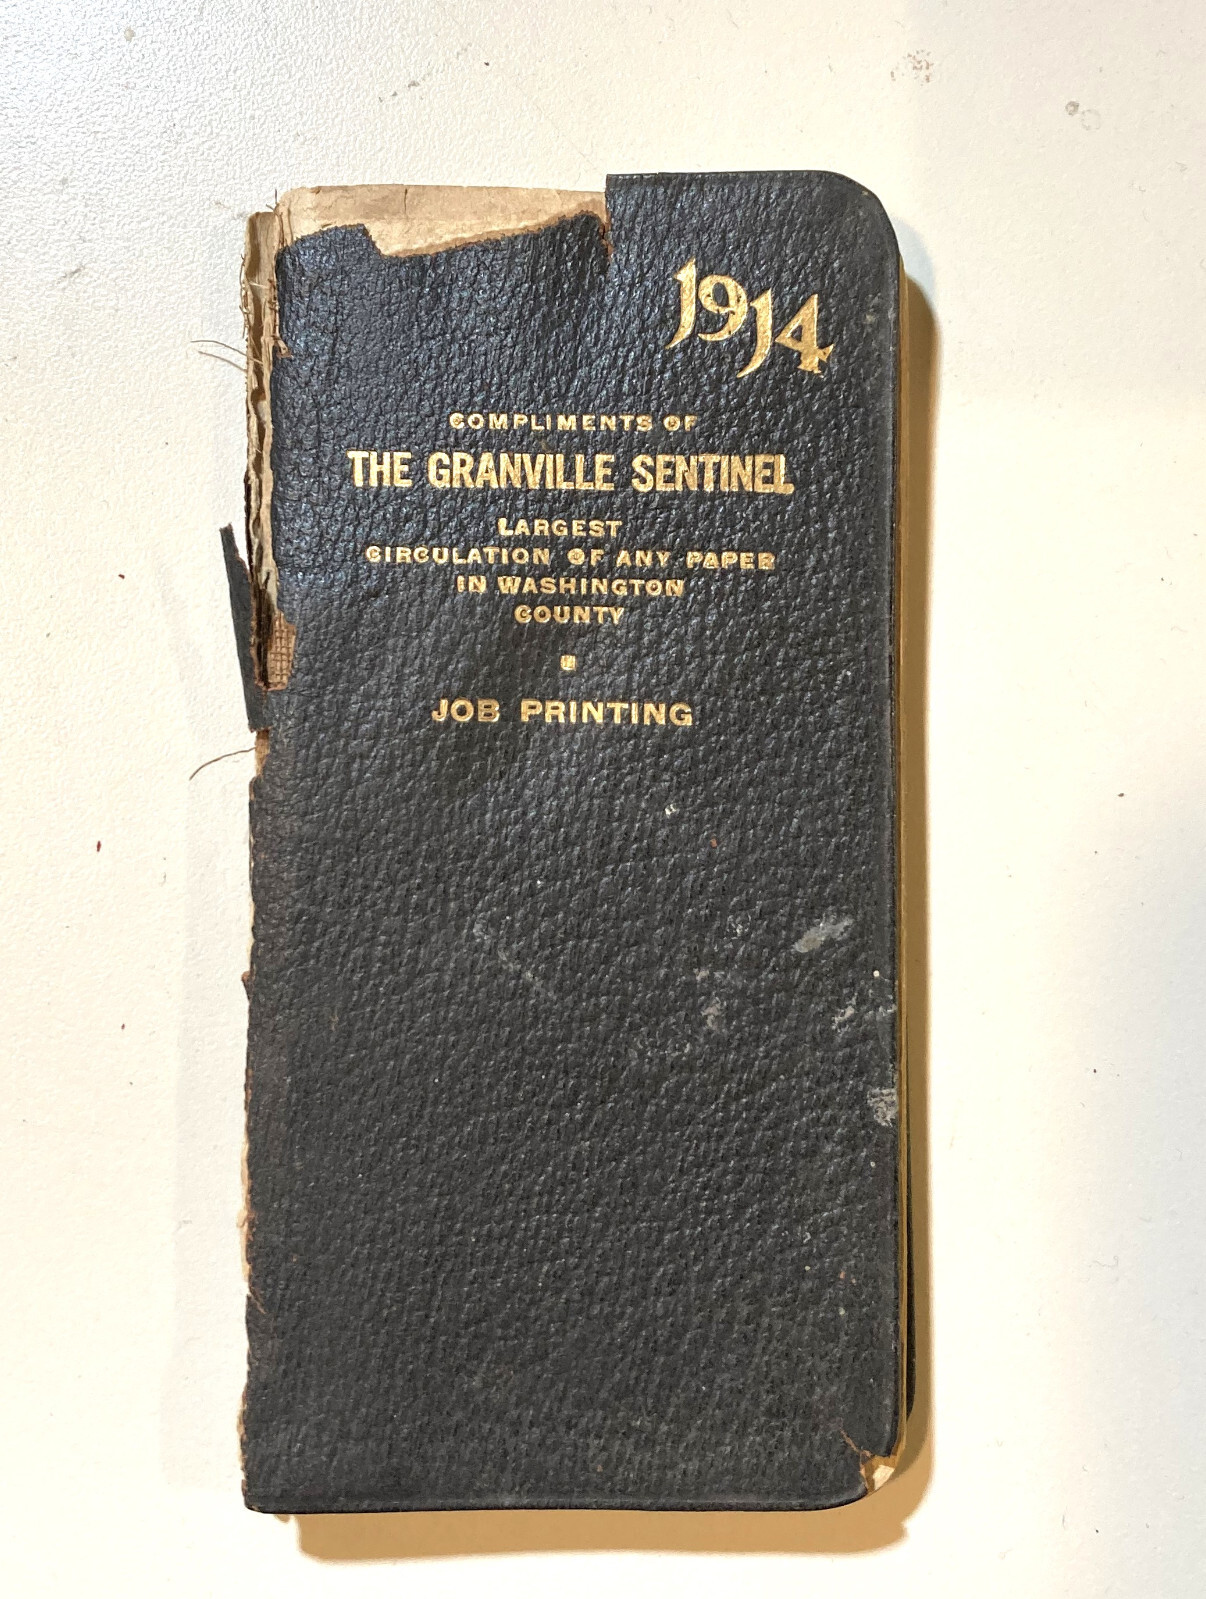 1914
COMPLIMENTS OF
THE GRANVILLE SENTINEL
LARGEST
CIRCULATION OF ANY PAPER
IN WASHINGTON
COUNTY
JOB PRINTING